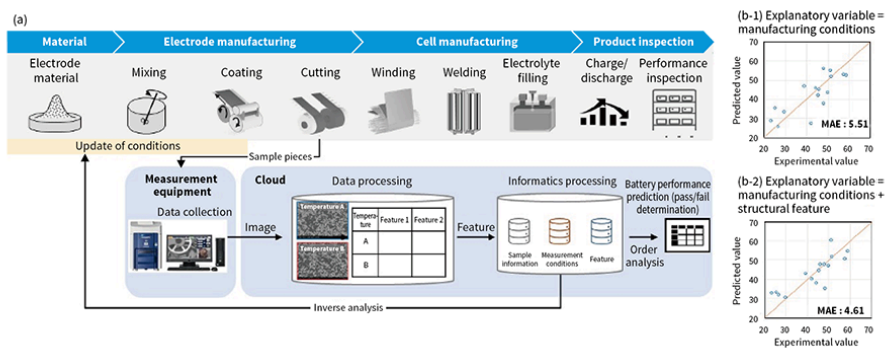 (a)
Material
Electrode manufacturing
Cell manufacturing
Product inspection
Electrode
material
Mixing
Coating
Cutting
Winding
Welding
Electrolyte
filling
Charge/
discharge
Performance
inspection
Update of conditions
Sample pieces
Measurement
equipment
Data collection
Image
Cloud
Data processing
Temperature A
Temperature B
Tempera-
ture
Feature 1
Feature 2
A
B
Feature
Informatics processing
Sample
information
Measurement
conditions
Feature
Battery performance
prediction (pass/fail
determination)
Order
analysis
Inverse analysis
(b-1) Explanatory variable =
manufacturing conditions
Predicted value
70
60
50
40
30
20
MAE : 5.51
20 30 40 50 60 70
Experimental value
(b-2) Explanatory variable =
manufacturing conditions +
structural feature
Predicted value
70
60
50
40
30
20
MAE : 4.61
20 30 40 50 60 70
Experimental value